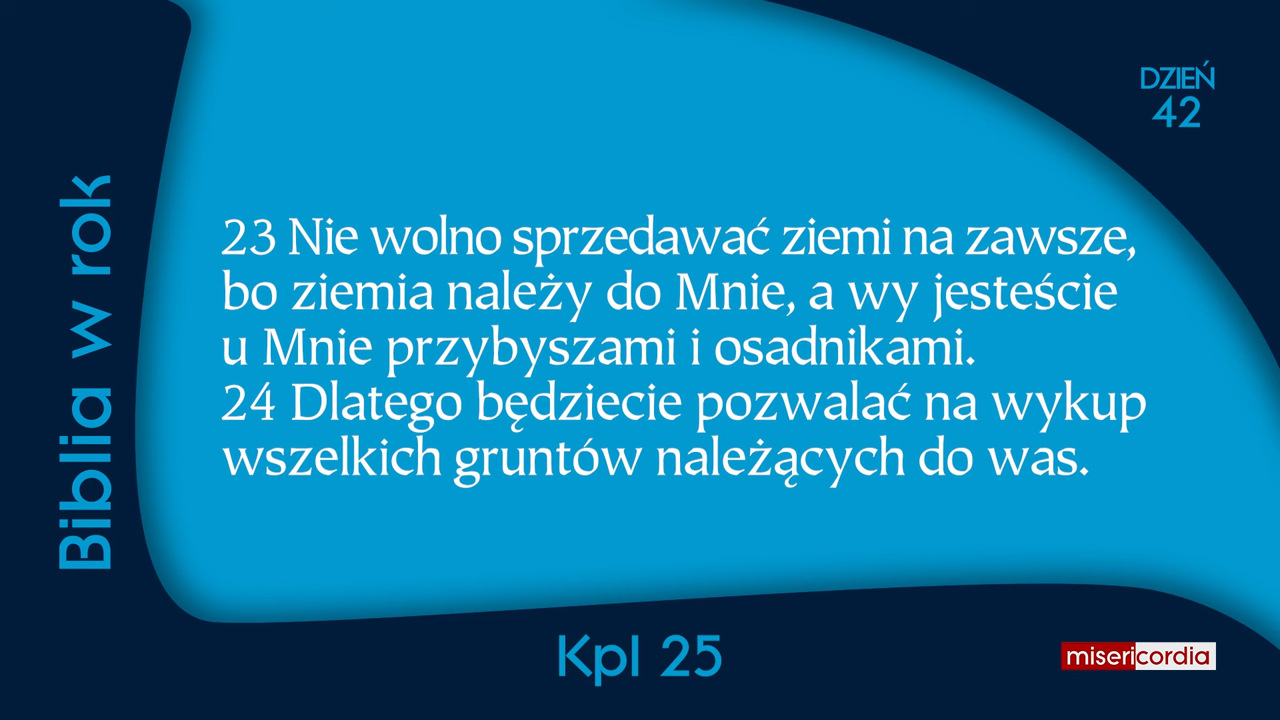 DZIEŃ
42
Biblia w rok
23 Nie wolno sprzedawać ziemi na zawsze,
bo ziemia należy do Mnie, a wy jesteście
u Mnie przybyszami i osadnikami.
24 Dlatego będziecie pozwalać na wykup
wszelkich gruntów należących do was.
Kpl 25
misericordia